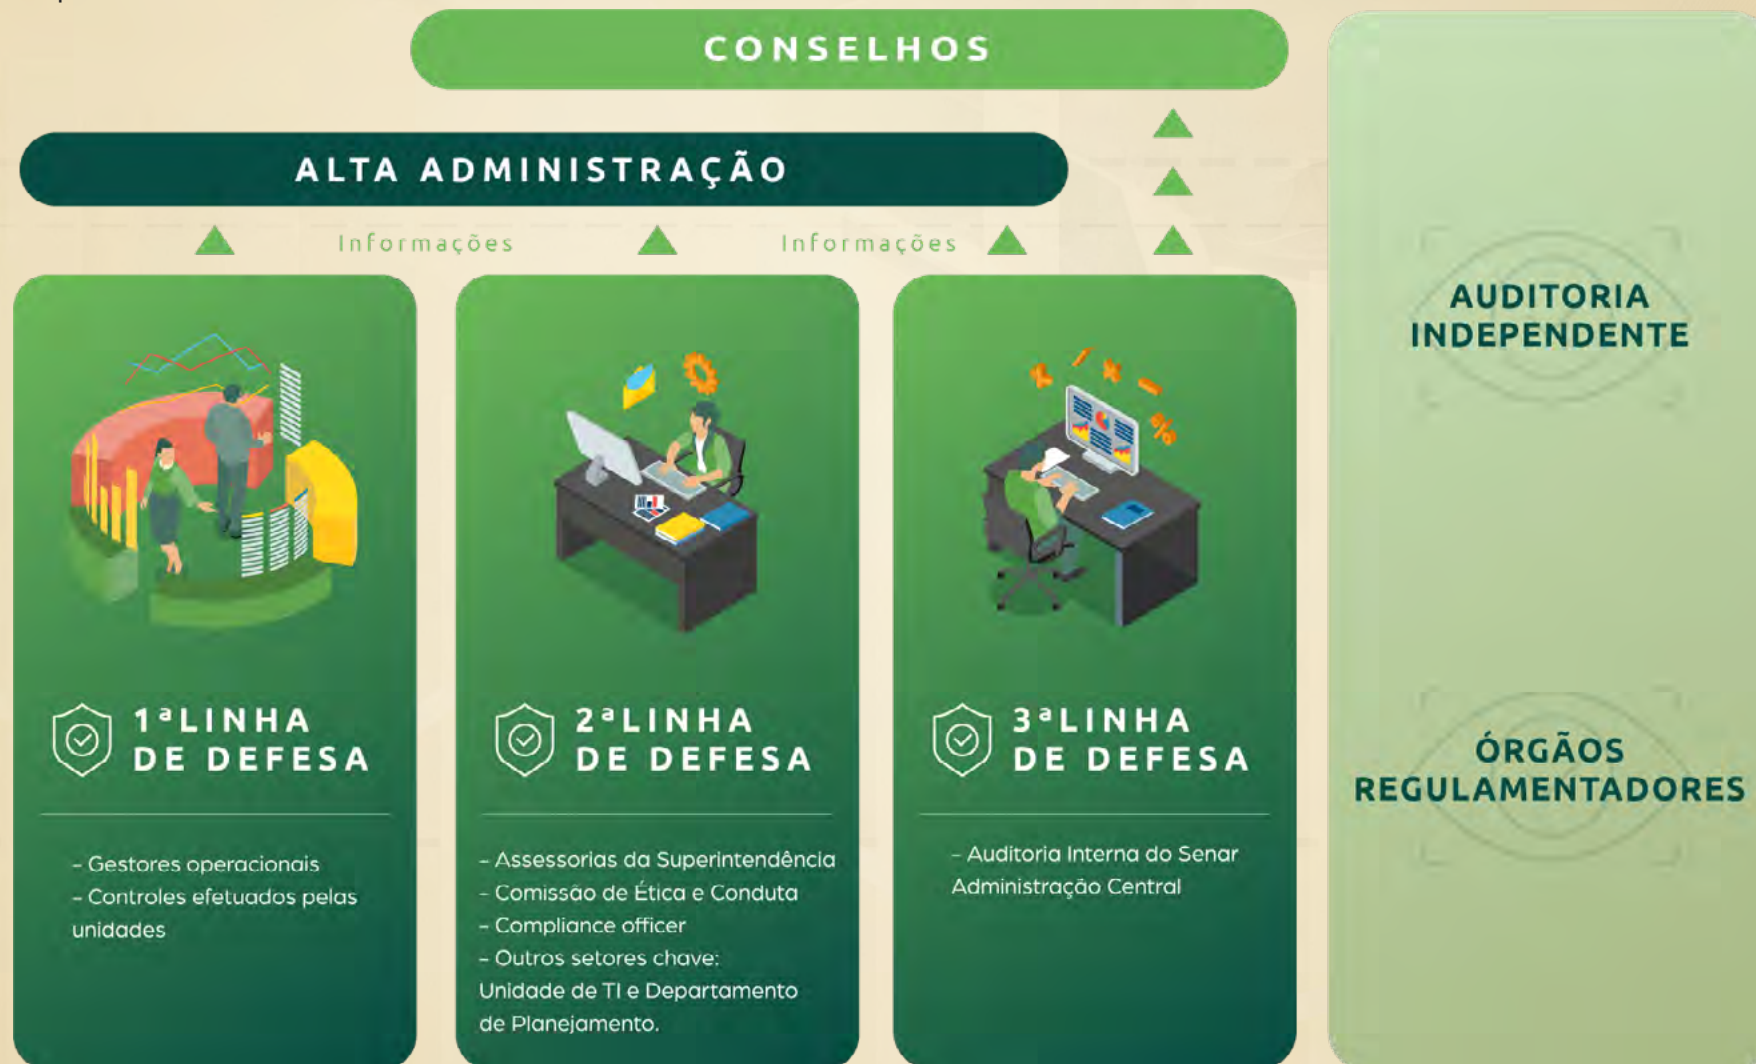 CONSELHOS
ALTA ADMINISTRAÇÃO
Informações
Informações
1ªLINHA
DE DEFESA
- Gestores operacionais
- Controles efetuados pelas
unidades
2ªLINHA
DE DEFESA
- Assessorias da Superintendência
- Comissão de Ética e Conduta
- Compliance officer
- Outros setores chave:
Unidade de TI e Departamento
de Planejamento.
3ªLINHA
DE DEFESA
- Auditoria Interna do Senar
Administração Central
AUDITORIA
INDEPENDENTE
ÓRGÃOS
REGULAMENTADORES